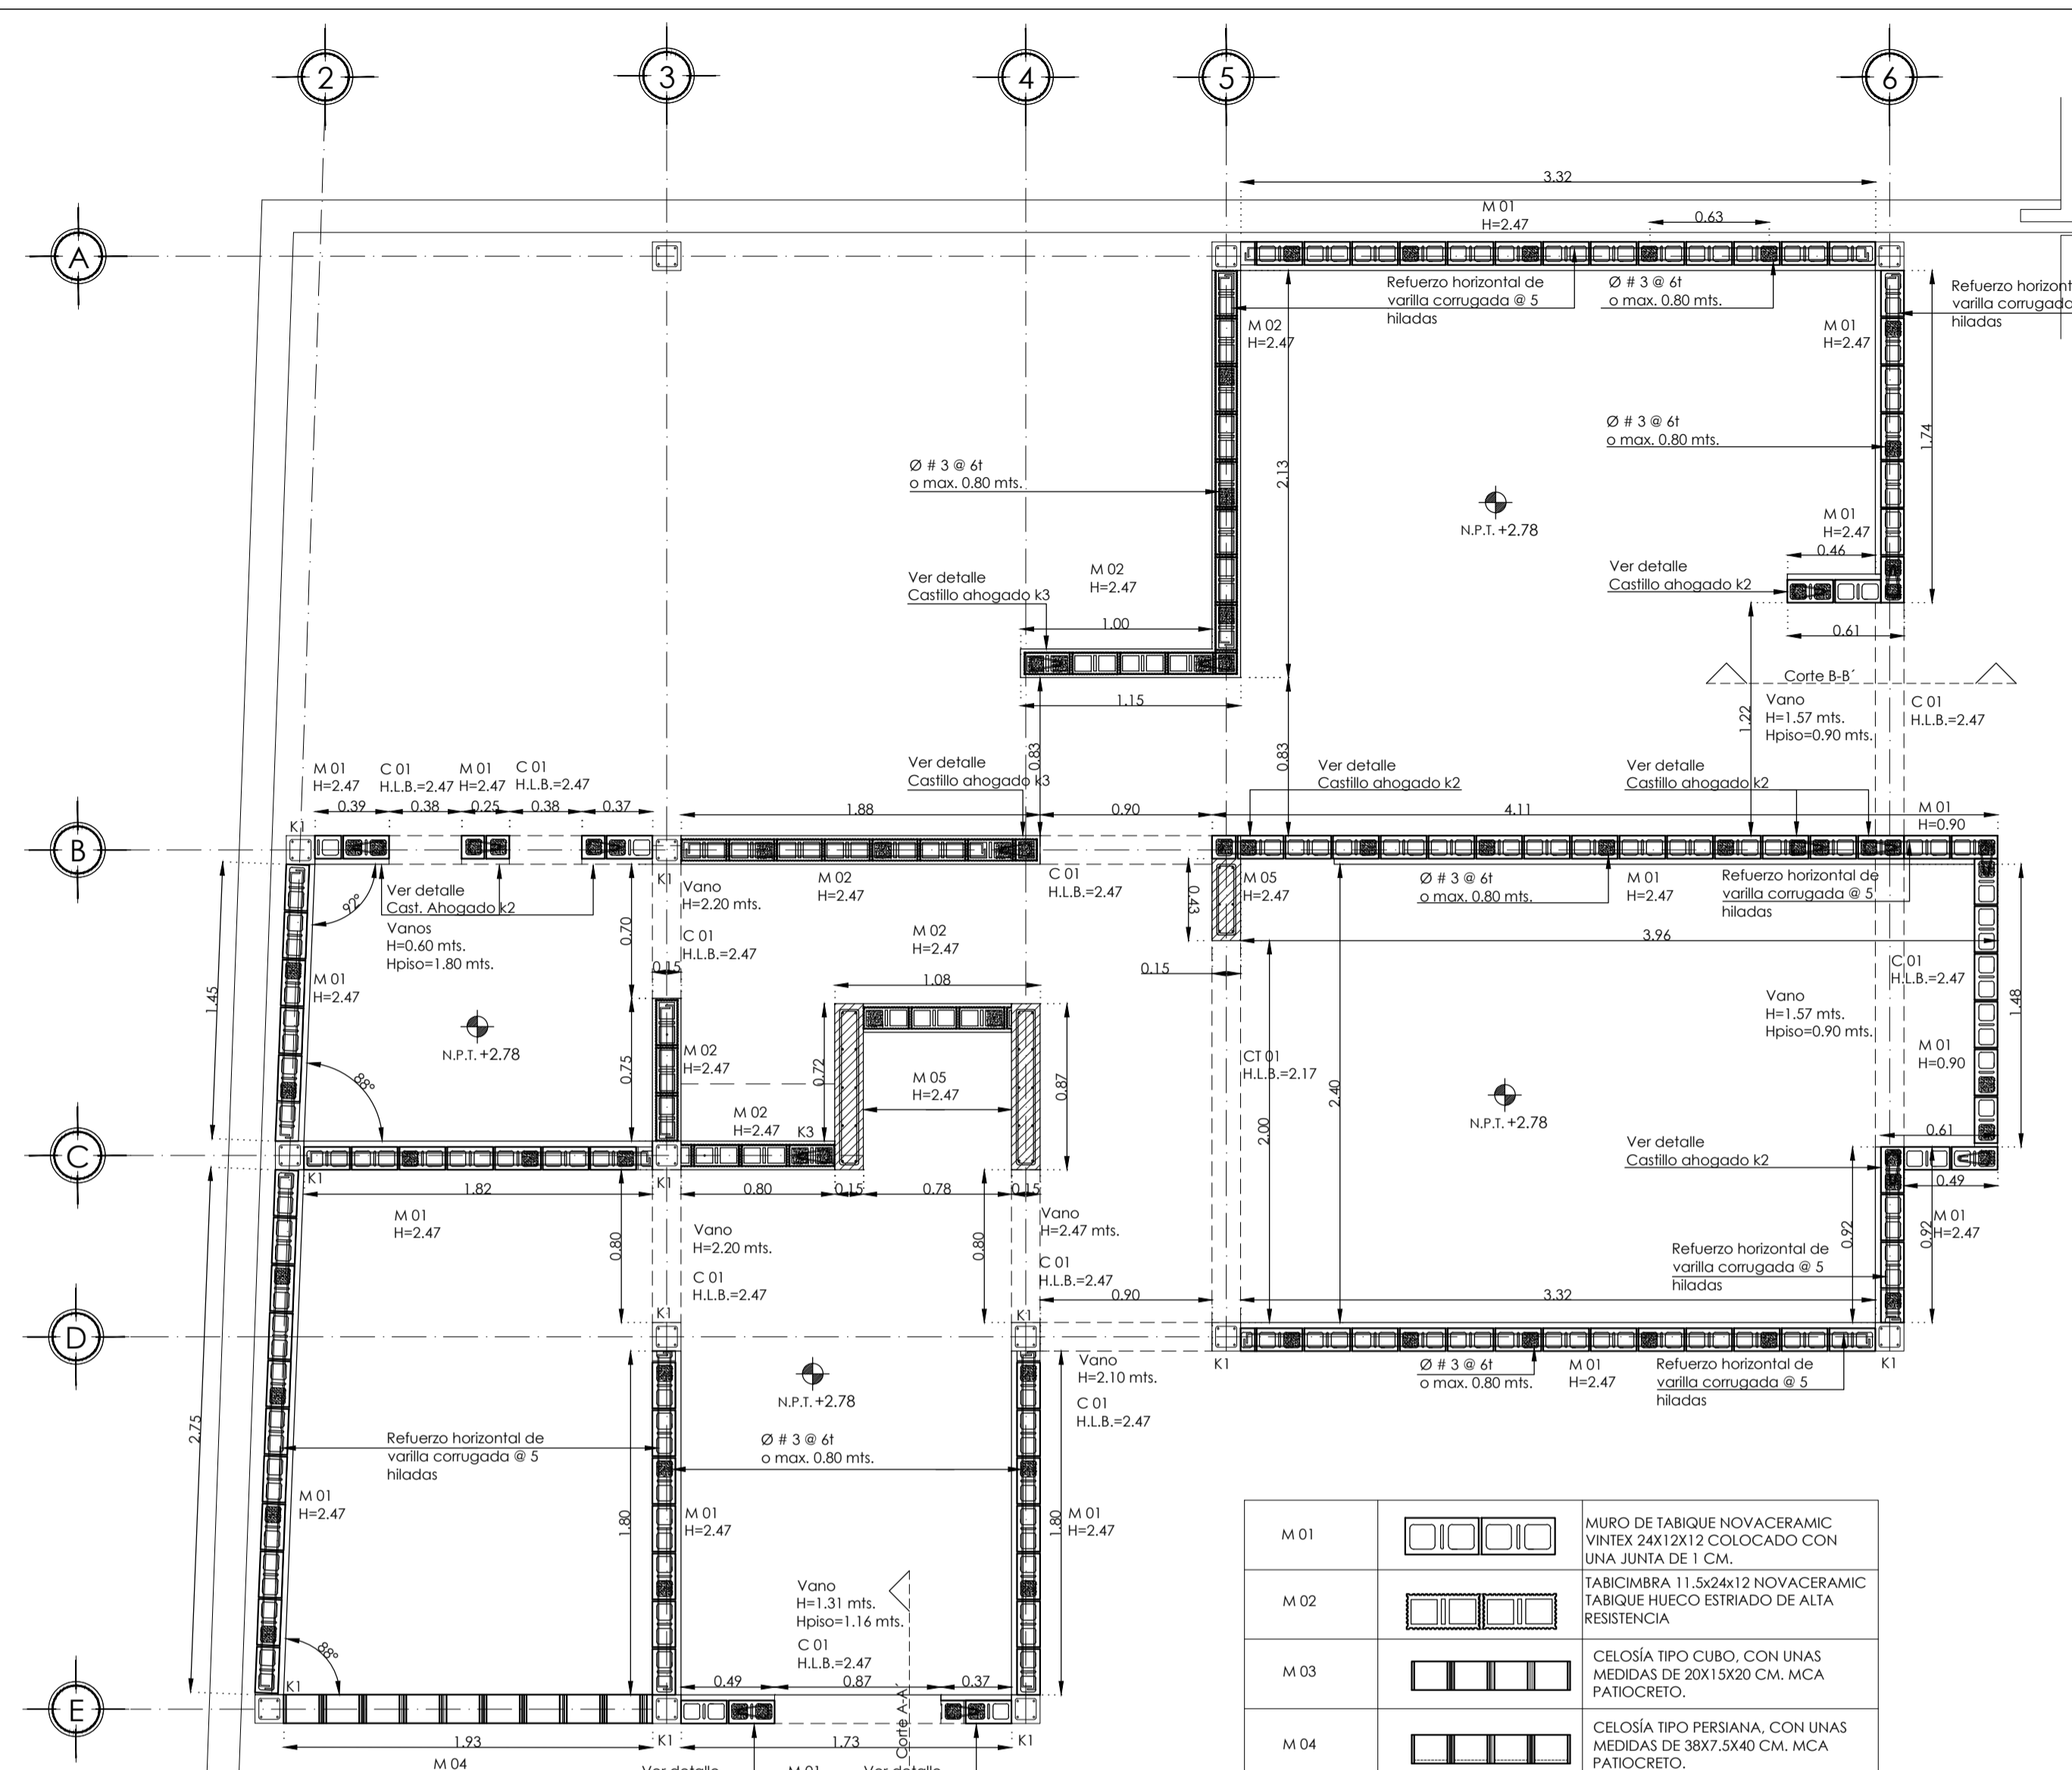 2
3
4
5
6
3.32
M 01
H=2.47
0.63
A
Refuerzo horizontal de
varilla corrugada @ 5
hiladas
Ø # 3 @ 6t
o max. 0.80 mts.
varilla corrugada
hiladas
M 02
H=2.47
M 01
H=2.47
Ø # 3 @ 6t
o max. 0.80 mts.
1.74
Ø # 3 @ 6t
o max. 0.80 mts.
2.13
N.P.T. +2.78
M 01
H=2.47
0.46
Ver detalle
Castillo ahogado k3
M 02
H=2.47
Ver detalle
Castillo ahogado k2
1.00
0.61
1.15
Corte B-B´
Vano
H=1.57 mts.
Hpiso=0.90 mts.
C 01
H.L.B.=2.47
1.22
0.83
0.83
Ver detalle
Castillo ahogado k3
Ver detalle
Castillo ahogado k2
Ver detalle
Castillo ahogado k2
M 01
H=2.47
C 01
H.L.B.=2.47
M 01
H=2.47
C 01
H.L.B.=2.47
0.39
0.38
0.25
0.38
0.37
1.88
0.90
4.11
M 01
H=0.90
K1
B
K1
92°
Ver detalle
Cast. Ahogado k2
Vanos
H=0.60 mts.
Hpiso=1.80 mts.
0.70
Vano
H=2.20 mts.
M 02
H=2.47
C 01
H.L.B.=2.47
0.43
M 05
H=2.47
Ø # 3 @ 6t
o max. 0.80 mts.
M 01
H=2.47
Refuerzo horizontal de
varilla corrugada @ 5
hiladas
C 01
H.L.B.=2.47
M 02
H=2.47
3.96
0.15
0.15
C 01
H.L.B.=2.47
M 01
H=2.47
1.45
1.08
Vano
H=1.57 mts.
Hpiso=0.90 mts.
1.48
N.P.T. +2.78
0.75
M 02
H=2.47
0.72
M 05
H=2.47
0.87
CT 01
H.L.B.=2.17
2.40
2.00
N.P.T. +2.78
M 01
H=0.90
88°
M 02
H=2.47
K3
0.61
Ver detalle
Castillo ahogado k2
C
K1
1.82
K1
0.80
0.15
0.78
0.15
0.49
M 01
H=2.47
0.80
Vano
H=2.20 mts.
C 01
H.L.B.=2.47
0.80
Vano
H=2.47 mts.
C 01
H.L.B.=2.47
0.92
0.92
M 01
H=2.47
Refuerzo horizontal de
varilla corrugada @ 5
hiladas
0.90
3.32
K1
K1
D
K1
K1
Ø # 3 @ 6t
o max. 0.80 mts.
M 01
H=2.47
Refuerzo horizontal de
varilla corrugada @ 5
hiladas
N.P.T. +2.78
Vano
H=2.10 mts.
C 01
H.L.B.=2.47
2.75
Refuerzo horizontal de
varilla corrugada @ 5
hiladas
Ø # 3 @ 6t
o max. 0.80 mts.
M 01
H=2.47
1.80
M 01
H=2.47
1.80
M 01
H=2.47
88°
Vano
H=1.31 mts.
Hpiso=1.16 mts.
C 01
H.L.B.=2.47
0.49
0.87
0.37
K1
E
Corte A-A´
1.93
K1
1.73
K1
M 04
Ver detalle
M 01
Ver detalle
M 01
MURO DE TABIQUE NOVACERAMIC
VINTEX 24X12X12 COLOCADO CON
UNA JUNTA DE 1 CM.
M 02
TABICIMBRA 11.5x24x12 NOVACERAMIC
TABIQUE HUECO ESTRIADO DE ALTA
RESISTENCIA
M 03
CELOSÍA TIPO CUBO, CON UNAS
MEDIDAS DE 20X15X20 CM. MCA
PATIOCRETO.
M 04
CELOSÍA TIPO PERSIANA, CON UNAS
MEDIDAS DE 38X7.5X40 CM. MCA
PATIOCRETO.